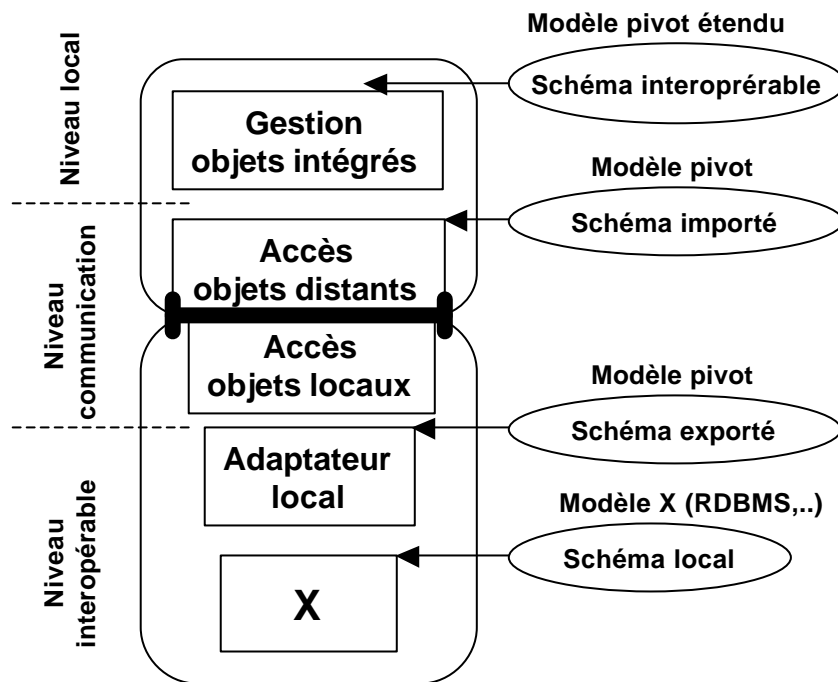 Modèle pivot étendu
Schéma interoprérable
Niveau local
Gestion
objets intégrés
Modèle pivot
Schéma importé
Niveau
communication
Accès
objets distants
Accès
objets locaux
Modèle pivot
Schéma exporté
Niveau
interopérable
Adaptateur
local
Modèle X (RDBMS,..)
Schéma local
X